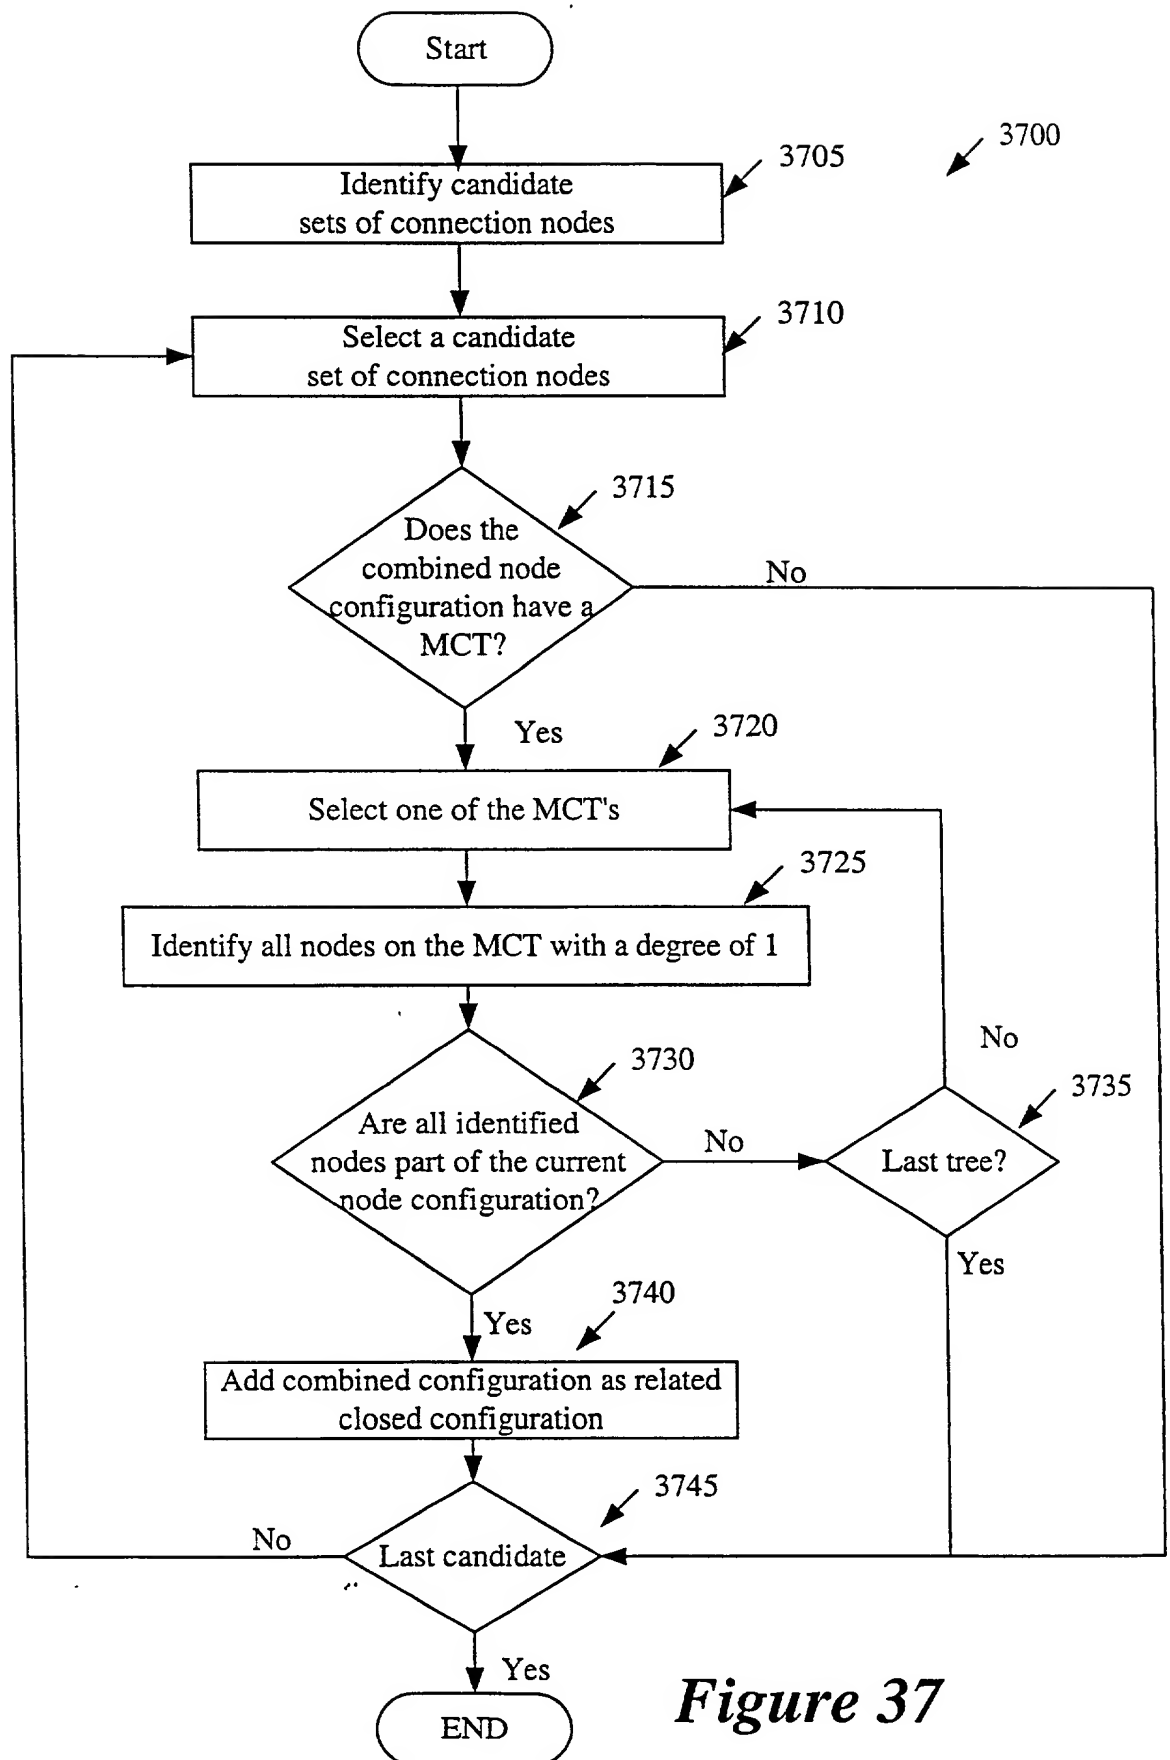 Start
3700
3705
Identify candidate
sets of connection nodes
3710
Select a candidate
set of connection nodes
3715
Does the
combined node
configuration have a
MCT?
No
Yes
3720
Select one of the MCT's
3725
Identify all nodes on the MCT with a degree of 1
No
3730
3735
Are all identified
nodes part of the current
node configuration?
No
Last tree?
Yes
3740
Yes
Add combined configuration as related
closed configuration
3745
No
Last candidate
Yes
END
Figure 37